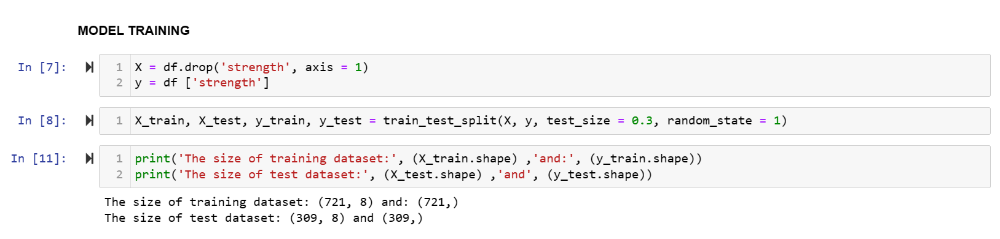 MODEL TRAINING
In [7]: 1 X = df.drop('strength', axis = 1)
2 y = df ['strength']
In [8]: 1 X_train, X_test, y_train, y_test = train_test_split(X, y, test_size = 0.3, random_state = 1)
In [11]: 1 print('The size of training dataset:', (X_train.shape) ,'and:', (y_train.shape))
2 print('The size of test dataset:', (X_test.shape) ,'and', (y_test.shape))
The size of training dataset: (721, 8) and: (721,)
The size of test dataset: (309, 8) and (309,)